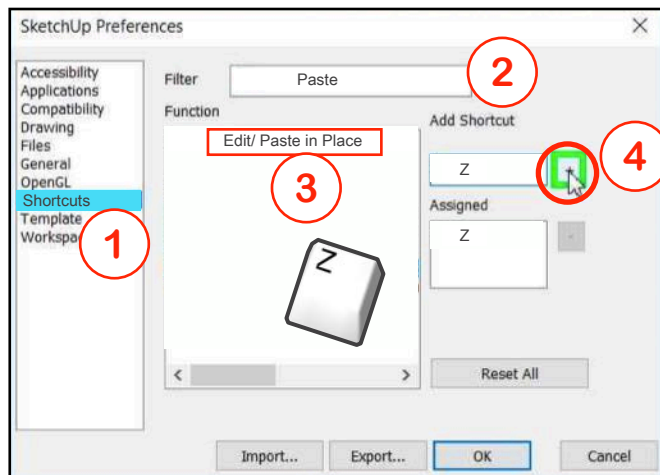 SketchUp Preferences
Accessibility
Applications
Compatibility
Drawing
Files
General
OpenGL
Shortcuts
Template
Workspa
1
Filter
Paste
2
Function
Edit/ Paste in Place
3
Z
Add Shortcut
Z
+
4
Assigned
Z
-
Reset All
Import...
Export...
OK
Cancel